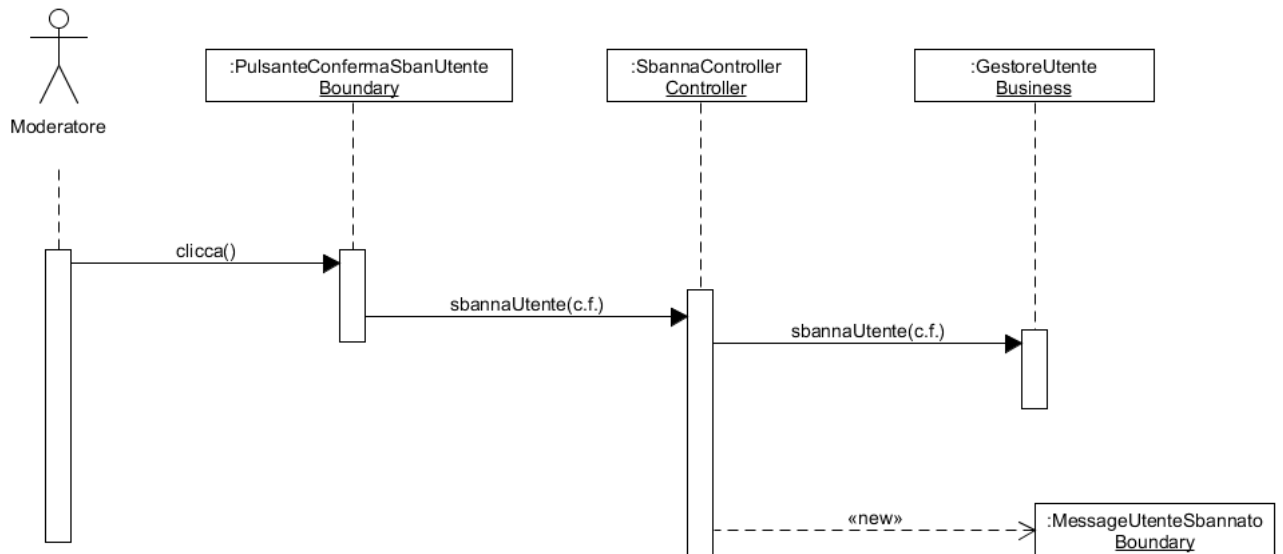 :PulsanteConfermaSbanUtente
Boundary
:SbannaController
Controller
:GestoreUtente
Business
Moderatore
clicca()
sbannaUtente(c.f.)
sbannaUtente(c.f.)
«new»
:MessageUtenteSbannato
Boundary